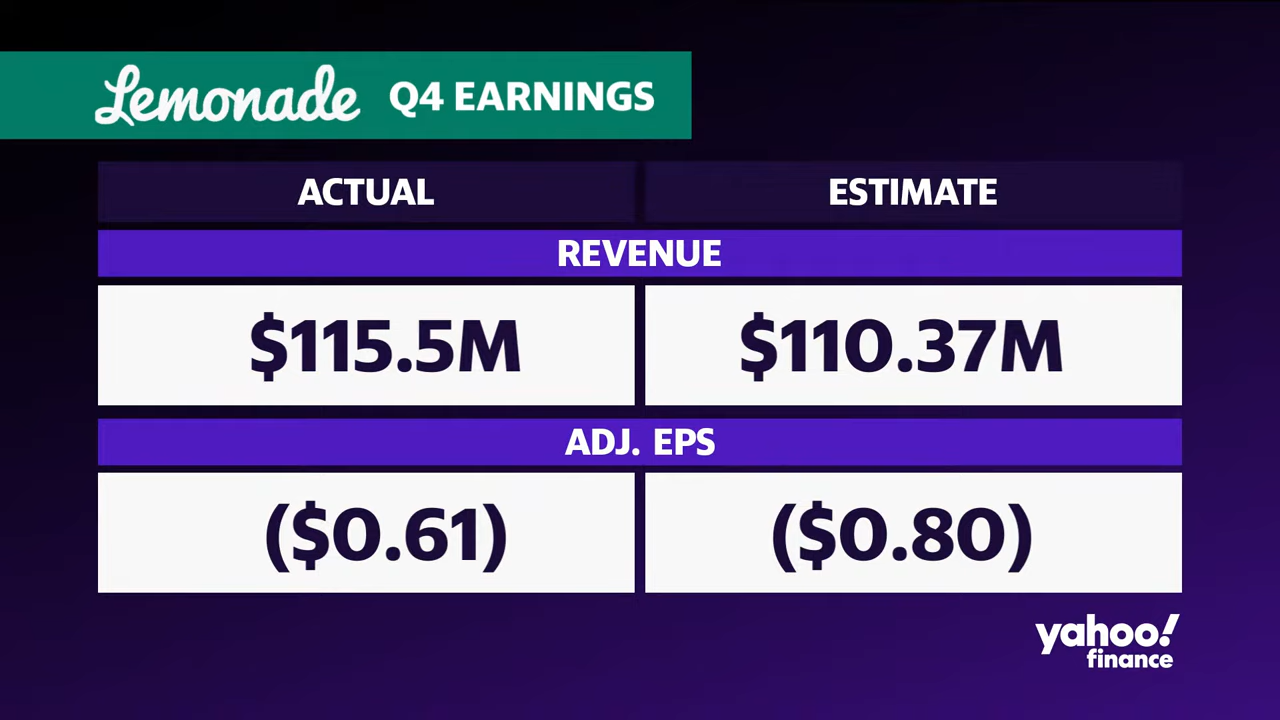 Lemonade Q4 EARNINGS
ACTUAL ESTIMATE
REVENUE
$115.5M $110.37M
ADJ. EPS
($0.61) ($0.80)
yahoo!
finance